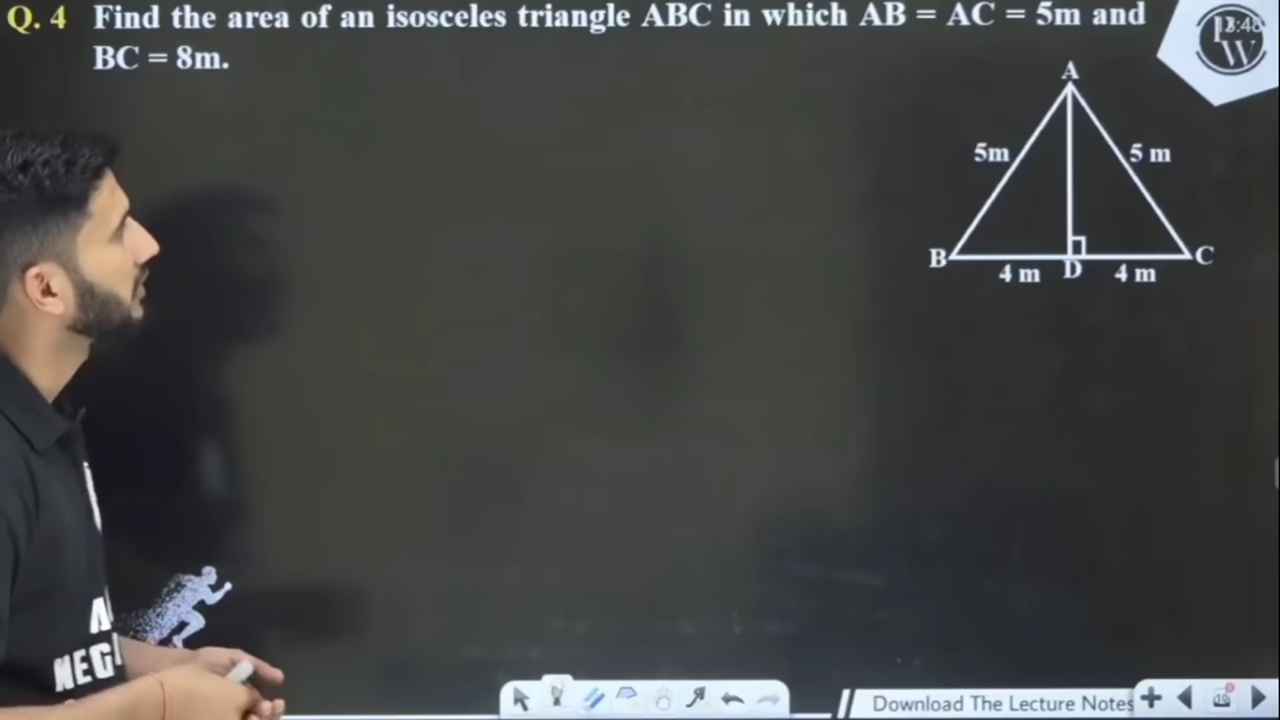 Q. 4 Find the area of an isosceles triangle ABC in which AB = AC = 5m and
BC = 8m.
A
5m
5 m
B
C
4 m
D
4 m
Download The Lecture Notes